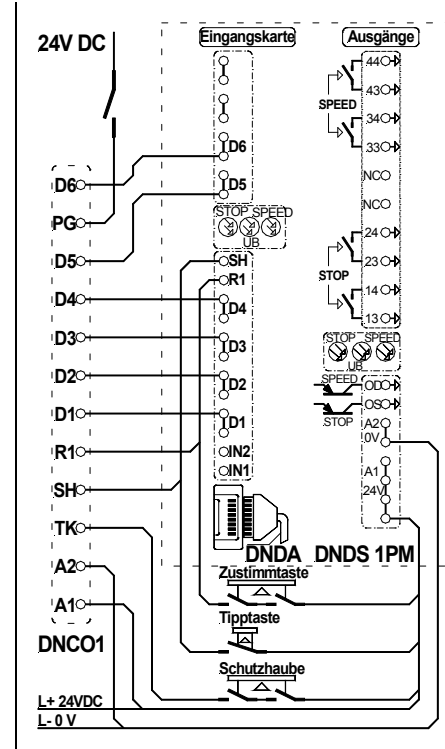 24V DC
Eingangskarte
Ausgänge
44
43
SPEED
34
33
D6
D6
D5
NC
PG
STOP SPEED
UB
NC
24
D5
SH
R1
STOP
23
D4
D4
14
13
D3
D3
STOP SPEED
UB
D2
D2
SPEED
OD
OS
STOP
D1
D1
A2
0V
R1
IN2
IN1
A1
24V
SH
TK
DNDA DNDS 1PM
A2
Zustimmtaste
A1
Tipptaste
DNCO1
Schutzhaube
L+ 24VDC
L- 0 V